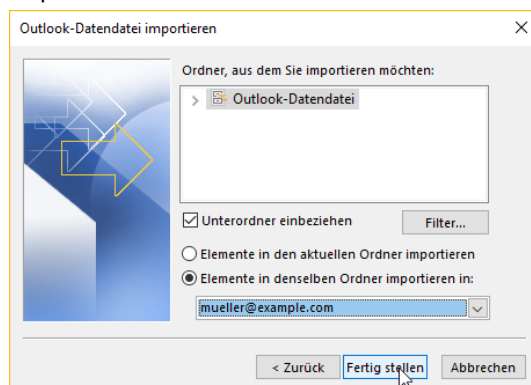 Outlook-Datendatei importieren
Ordner, aus dem Sie importieren möchten:
Outlook-Datendatei
Unterordner einbeziehen
Filter...
Elemente in den aktuellen Ordner importieren
Elemente in denselben Ordner importieren in:
mueller@example.com
< Zurück
Fertig stellen
Abbrechen